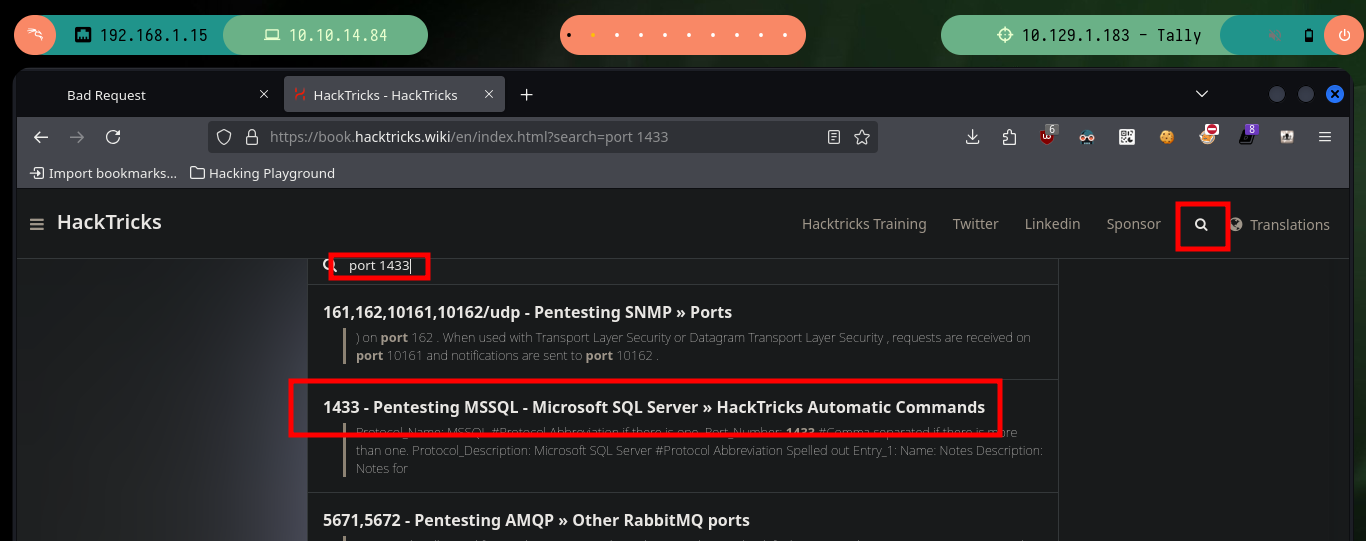 192.168.1.15
10.10.14.84
10.129.1.183 - Tally
Bad Request
HackTricks - HackTricks
https://book.hacktricks.wiki/en/index.html?search=port 1433
6
8
Import bookmarks...
Hacking Playground
HackTricks
Hacktricks Training
Twitter
Linkedin
Sponsor
Translations
port 1433
161,162,10161,10162/udp - Pentesting SNMP » Ports
) on port 162 . When used with Transport Layer Security or Datagram Transport Layer Security , requests are received on
port 10161 and notifications are sent to port 10162 .
1433 - Pentesting MSSQL - Microsoft SQL Server » HackTricks Automatic Commands
Protocol_Name: MSSQL #Protocol Abbreviation if there is one. Port_Number: 1433 #Comma separated if there is more
than one. Protocol_Description: Microsoft SQL Server #Protocol Abbreviation Spelled out Entry_1: Name: Notes Description:
Notes for
5671,5672 - Pentesting AMQP » Other RabbitMQ ports